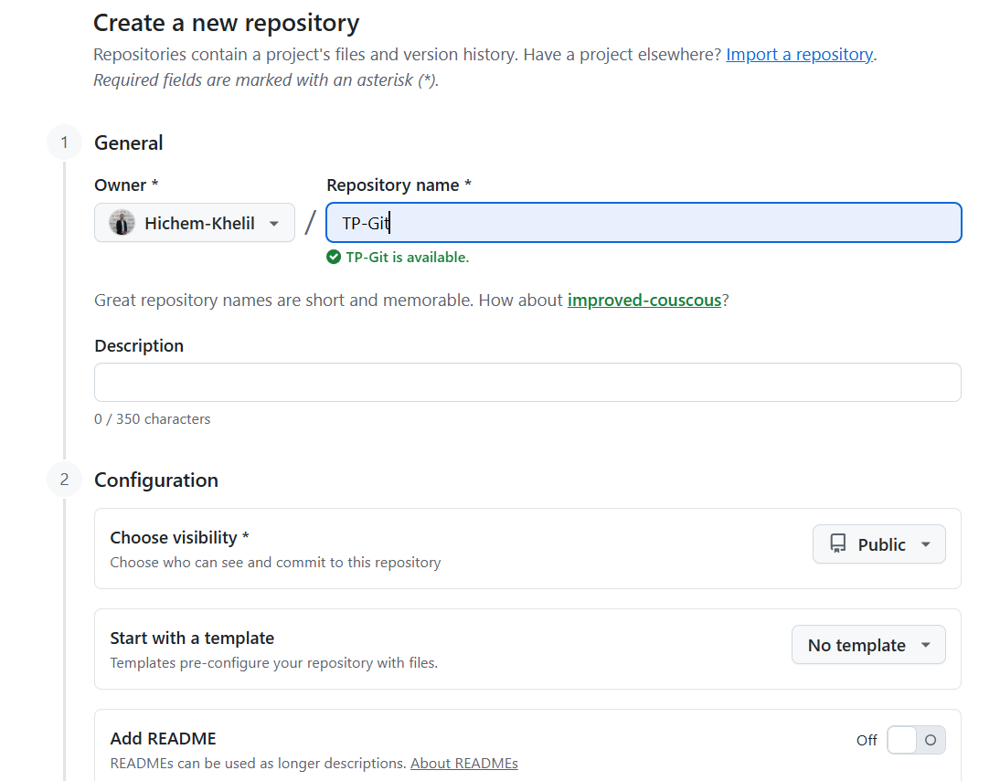 Create a new repository
Repositories contain a project's files and version history. Have a project elsewhere? Import a repository.
Required fields are marked with an asterisk (*).
1 General
Owner * Repository name *
Hichem-Khelil / TP-Git
TP-Git is available.
Great repository names are short and memorable. How about improved-couscous?
Description
0 / 350 characters
2 Configuration
Choose visibility *
Public
Choose who can see and commit to this repository
Start with a template
No template
Templates pre-configure your repository with files.
Add README
Off
READMEs can be used as longer descriptions. About READMEs